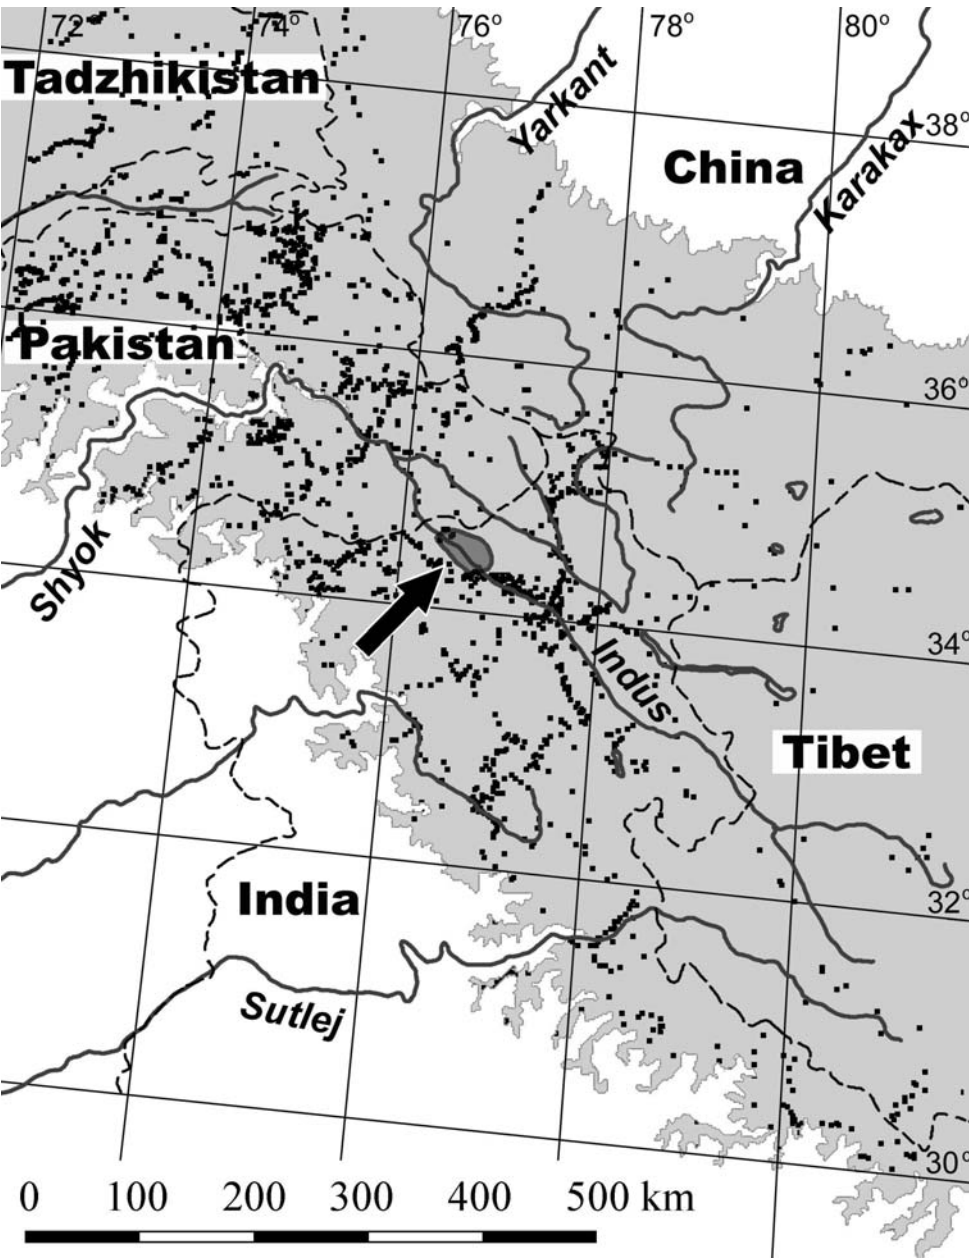 72°
74°
76°
78°
80°
Tadzhikistan
Yarkant
38°
China
Karakax
Pakistan
36°
Shyok
34°
Indus
Tibet
India
32°
Sutlej
30°
0 100 200 300 400 500 km